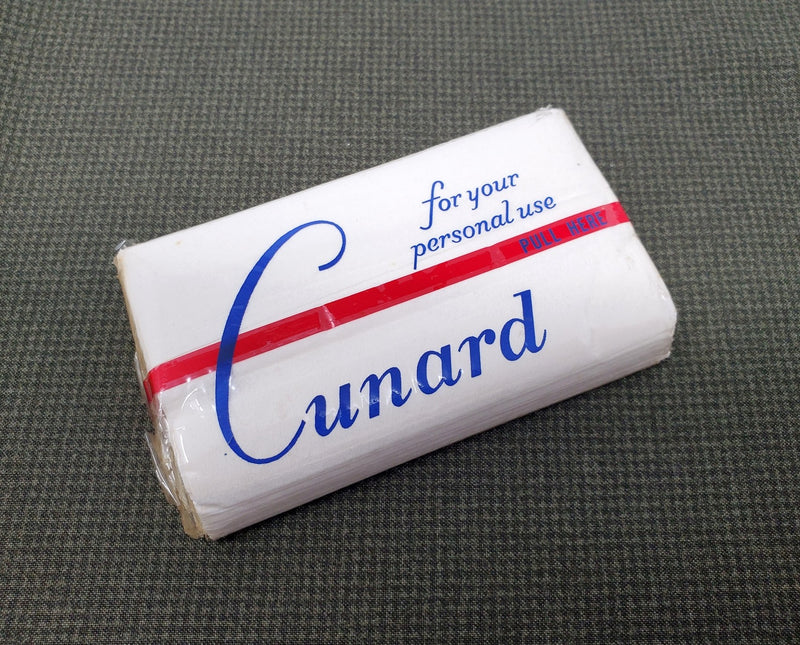 for your
personal use
PULL HERE
Cunard